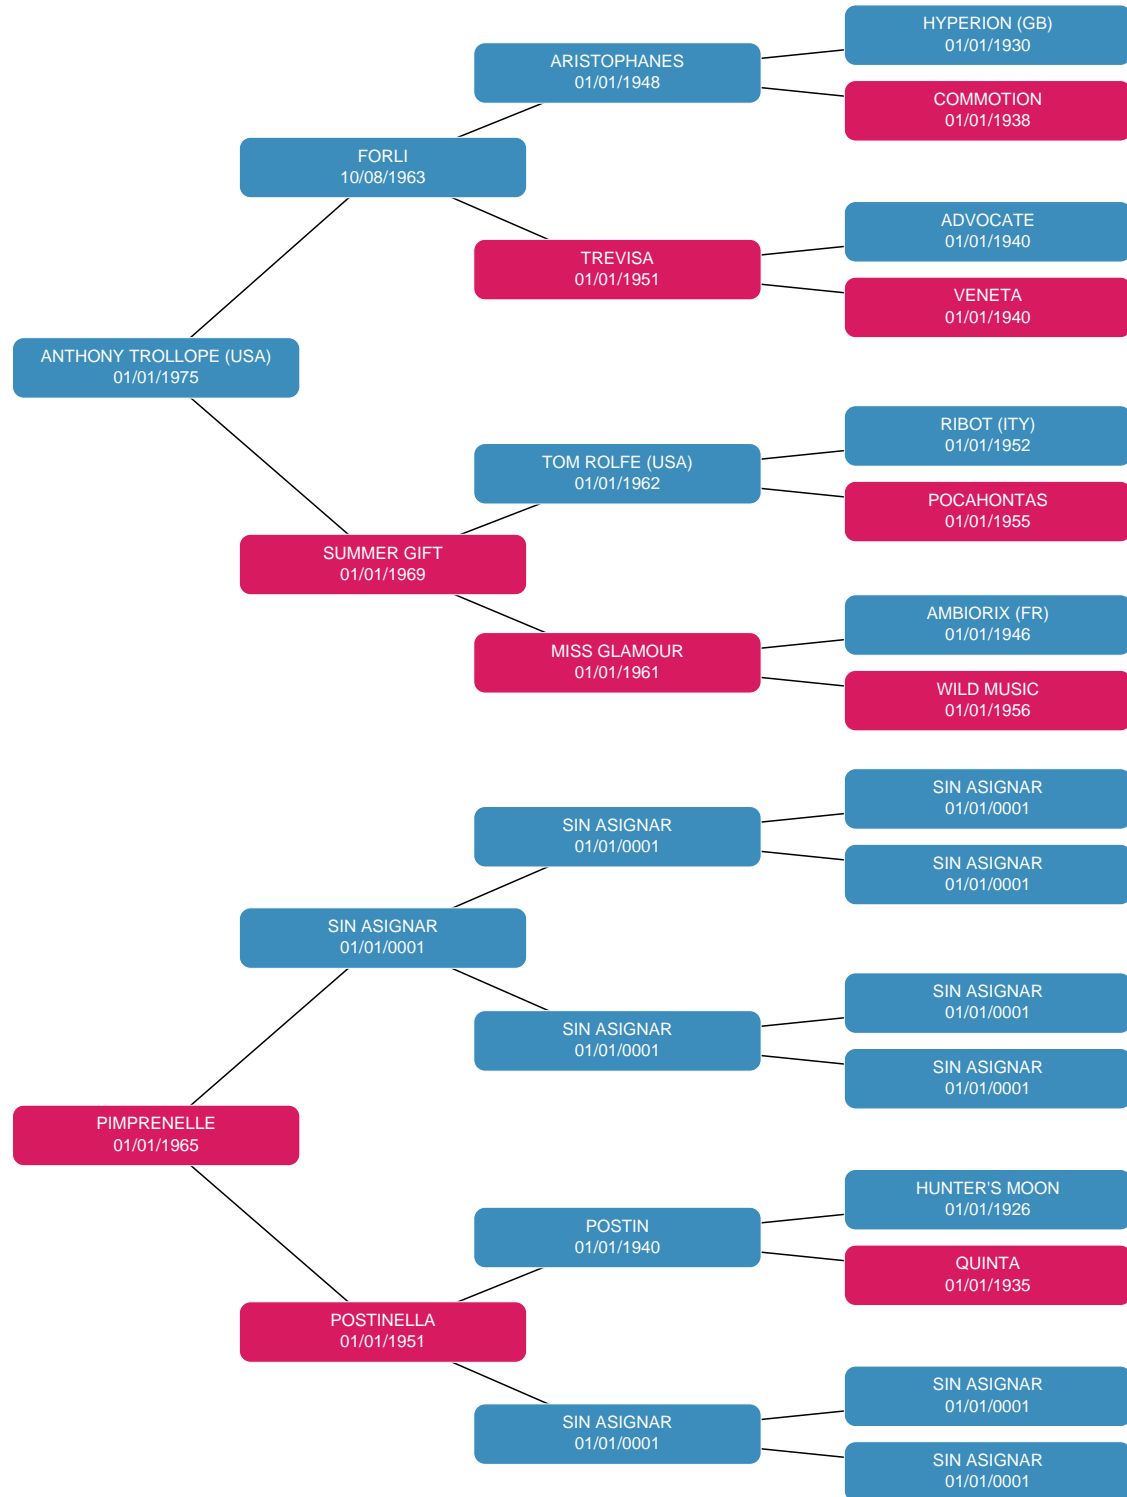 HYPERION (GB)
01/01/1930
ARISTOPHANES
01/01/1948
COMMOTION
01/01/1938
FORLI
10/08/1963
ADVOCATE
01/01/1940
TREVISA
01/01/1951
VENETA
01/01/1940
ANTHONY TROLLOPE (USA)
01/01/1975
RIBOT (ITY)
01/01/1952
TOM ROLFE (USA)
01/01/1962
POCAHONTAS
01/01/1955
SUMMER GIFT
01/01/1969
AMBIORIX (FR)
01/01/1946
MISS GLAMOUR
01/01/1961
WILD MUSIC
01/01/1956
SIN ASIGNAR
01/01/0001
SIN ASIGNAR
01/01/0001
SIN ASIGNAR
01/01/0001
SIN ASIGNAR
01/01/0001
SIN ASIGNAR
01/01/0001
SIN ASIGNAR
01/01/0001
SIN ASIGNAR
01/01/0001
PIMPRENELLE
01/01/1965
HUNTER'S MOON
01/01/1926
POSTIN
01/01/1940
QUINTA
01/01/1935
POSTINELLA
01/01/1951
SIN ASIGNAR
01/01/0001
SIN ASIGNAR
01/01/0001
SIN ASIGNAR
01/01/0001